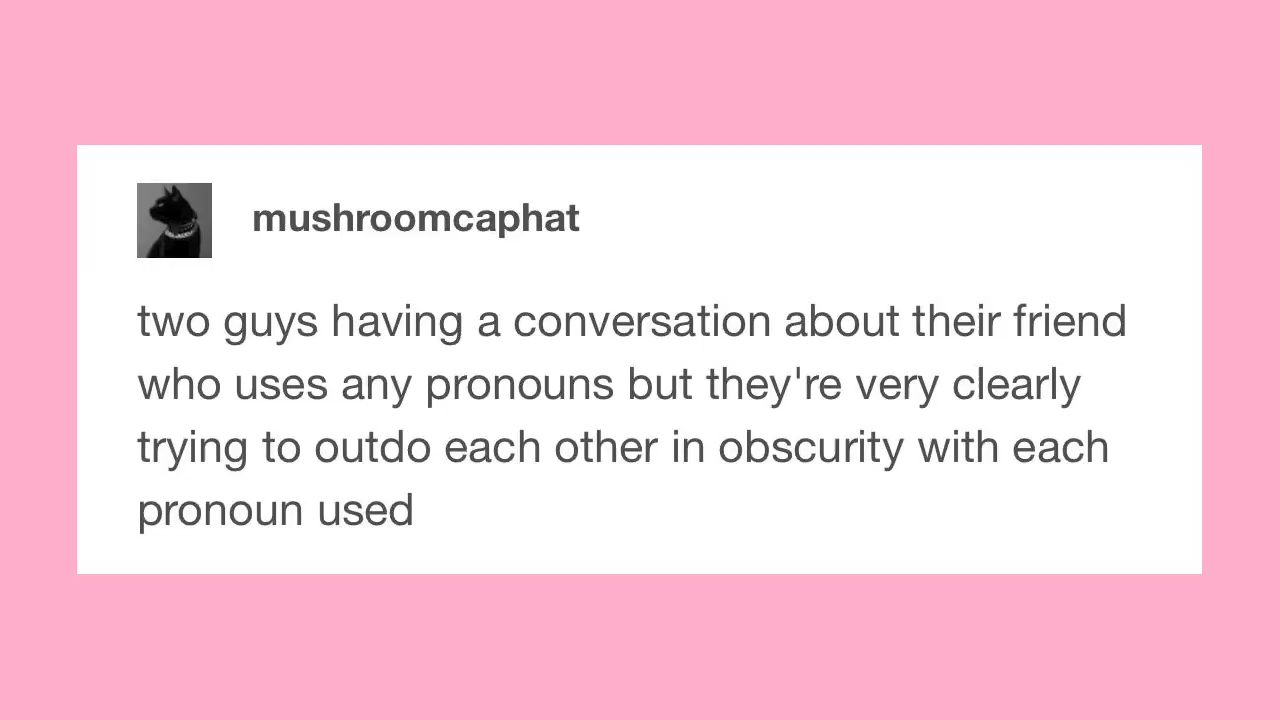 mushroomcaphat
two guys having a conversation about their friend
who uses any pronouns but they're very clearly
trying to outdo each other in obscurity with each
pronoun used